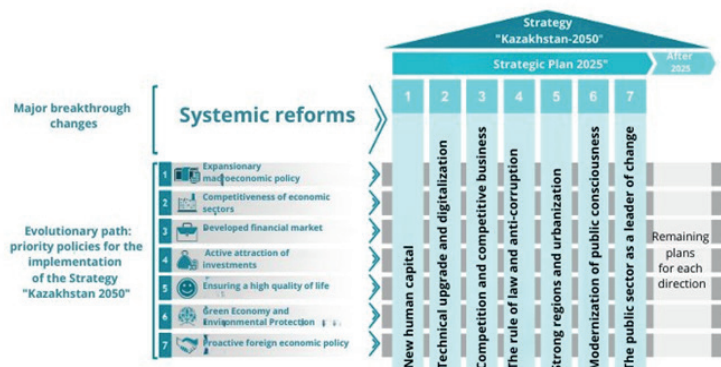 Strategy
"Kazakhstan-2050"
Strategic Plan 2025"
After
2025
Major breakthrough
changes
Systemic reforms
1
2
3
4
5
6
7
Evolutionary path:
priority policies for the
implementation
of the Strategy
"Kazakhstan 2050"
1
Expansionary
macroeconomic policy
2
Competitiveness of economic
sectors
3
Developed financial market
4
Active attraction of
investments
5
Ensuring a high quality of life
6
Green Economy and
Environmental Protection
7
Proactive foreign economic policy
New human capital
Technical upgrade and digitalization
Competition and competitive business
The rule of law and anti-corruption
Strong regions and urbanization
Modernization of public consciousness
The public sector as a leader of change
Remaining
plans
for each
direction